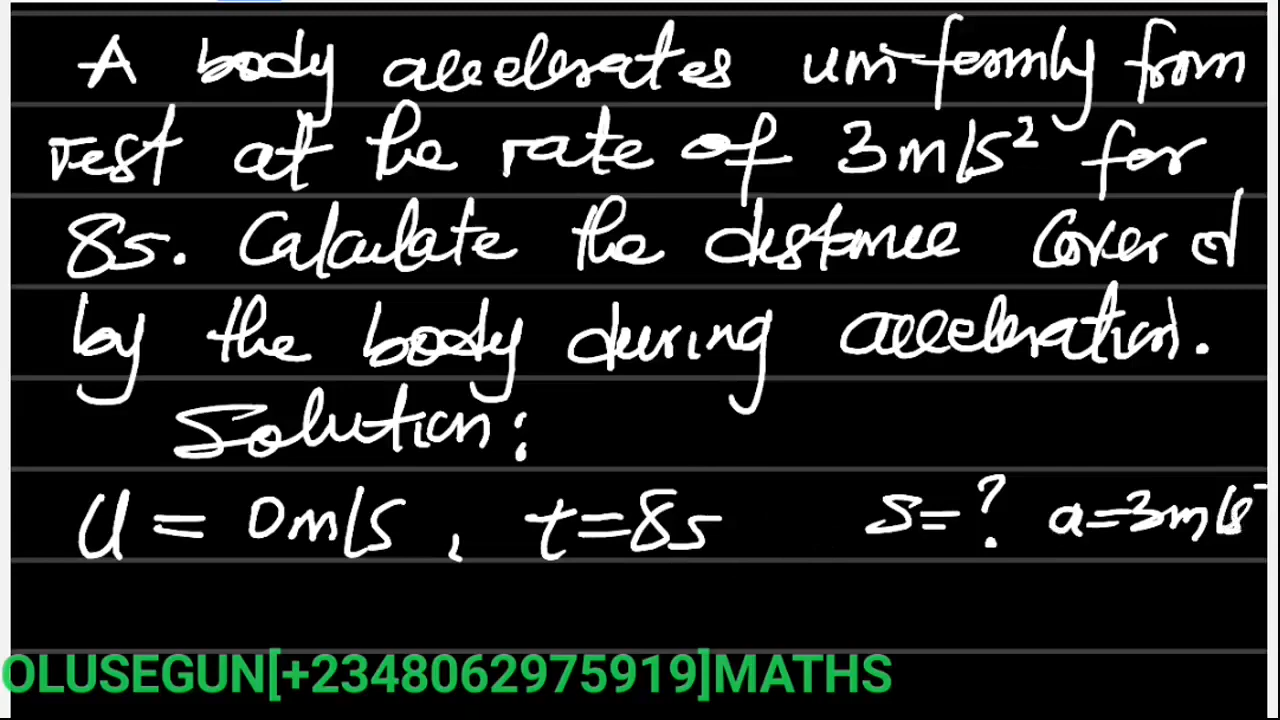 A body accelerates uniformly from
rest at the rate of 3m/s² for
8s. Calculate the distance covered
by the body during acceleration.
Solution:
U = 0m/s, t=8s s=? a=3m/s
OLUSEGUN[+2348062975919]MATHS